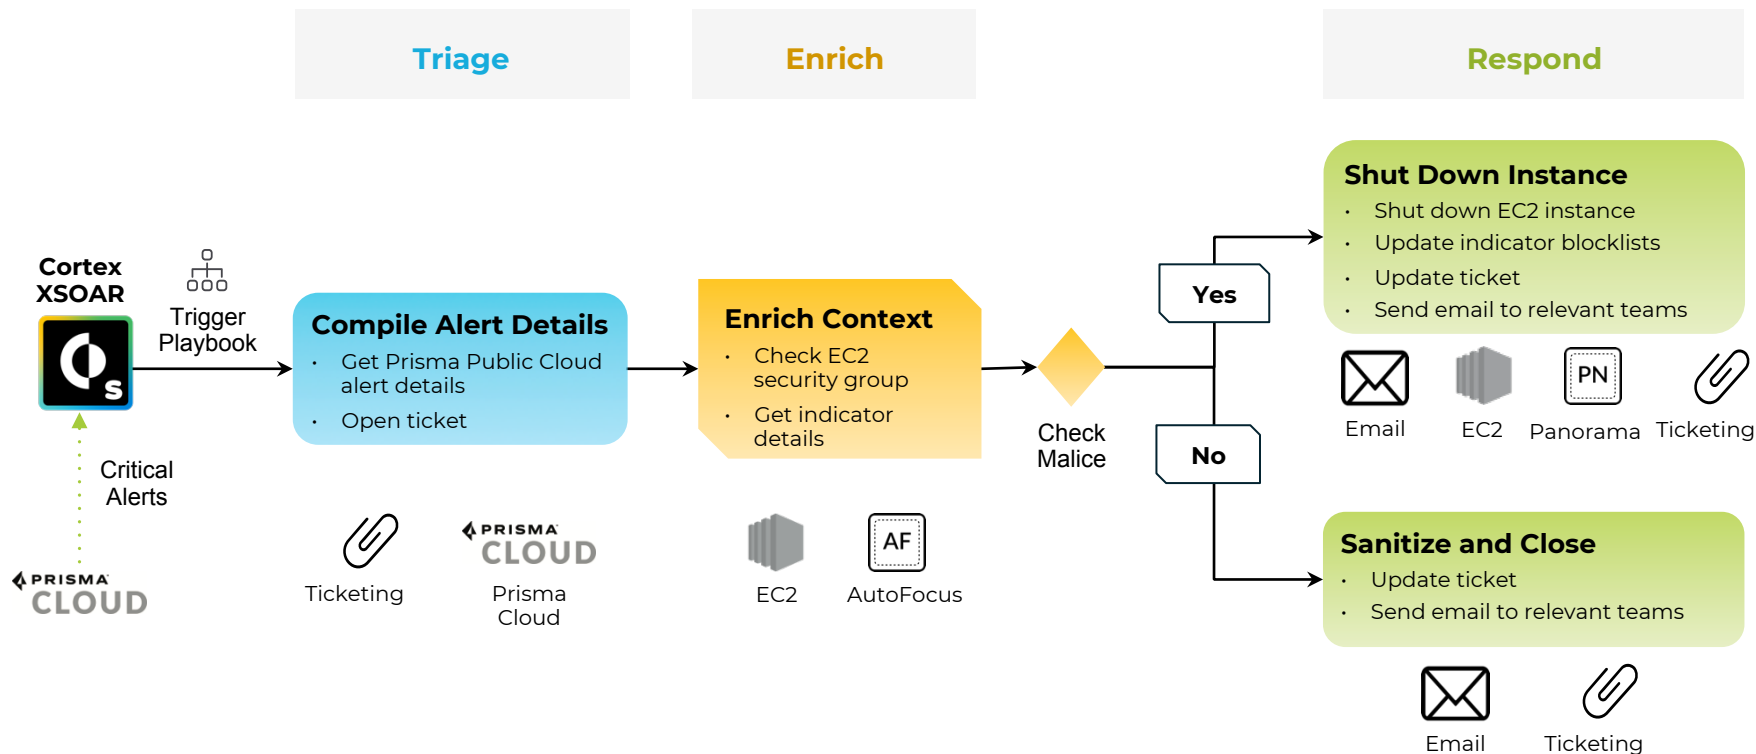 Triage
Enrich
Respond
Cortex
XSOAR
s
Trigger
Playbook
Critical
Alerts
PRISMA
CLOUD
Compile Alert Details
• Get Prisma Public Cloud
alert details
• Open ticket
Ticketing
PRISMA
CLOUD
Prisma
Cloud
Enrich Context
• Check EC2
security group
• Get indicator
details
EC2
AF
AutoFocus
Check
Malice
Yes
No
Shut Down Instance
• Shut down EC2 instance
• Update indicator blocklists
• Update ticket
• Send email to relevant teams
Email
EC2
PN
Panorama
Ticketing
Sanitize and Close
• Update ticket
• Send email to relevant teams
Email
Ticketing